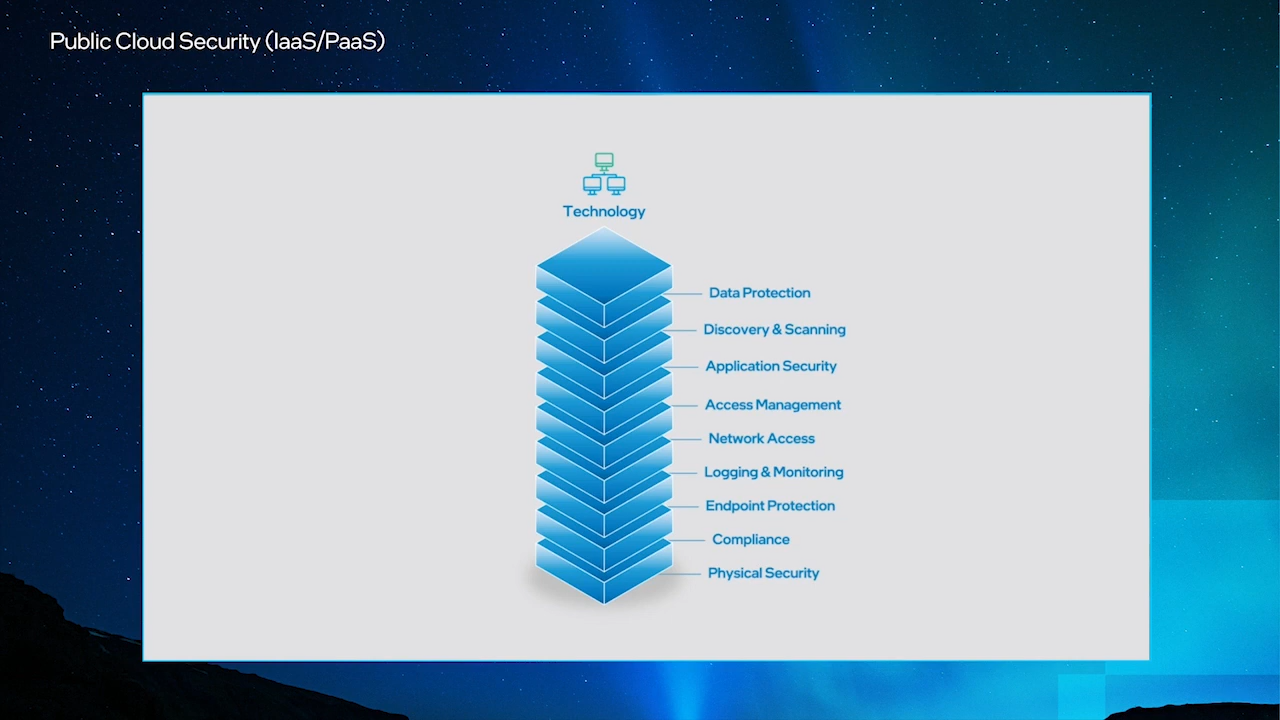 Public Cloud Security (IaaS/PaaS)
Technology
Data Protection
Discovery & Scanning
Application Security
Access Management
Network Access
Logging & Monitoring
Endpoint Protection
Compliance
Physical Security